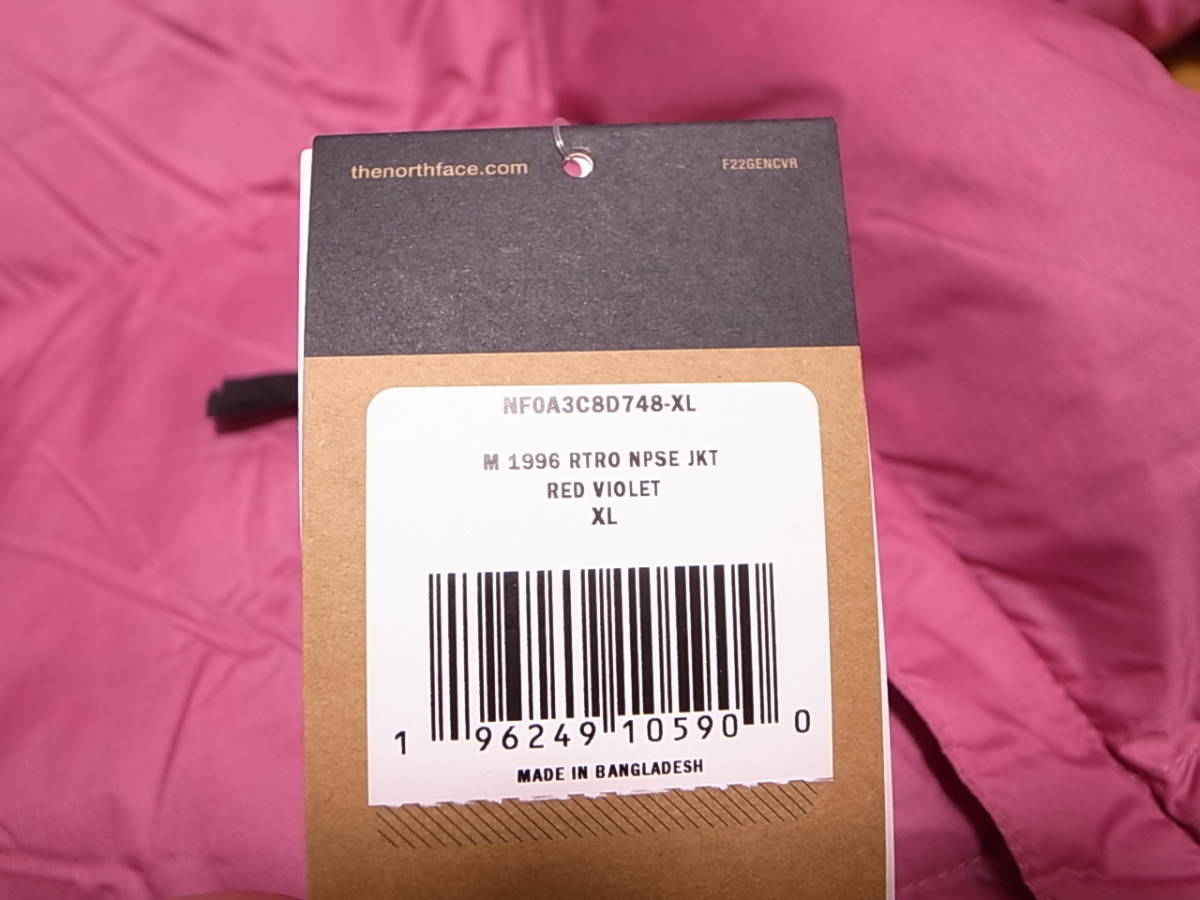 thenorthface.com F22GENCVR
NF0A3C8D748-XL
M 1996 RTRO NPSE JKT
RED VIOLET
XL
1 96249 10590 0
MADE IN BANGLADESH